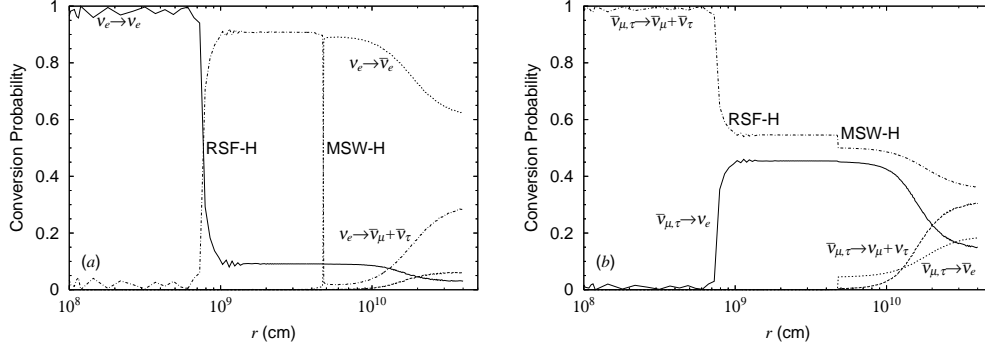 1
0.8
0.6
0.4
0.2
0
Conversion Probability
νe→νe
νe→ν̄e
RSF-H
MSW-H
νe→ν̄μ+ν̄τ
(a)
10^8
10^9
10^10
r (cm)
1
0.8
0.6
0.4
0.2
0
Conversion Probability
ν̄μ,τ→ν̄μ+ν̄τ
RSF-H
MSW-H
ν̄μ,τ→νe
ν̄μ,τ→νμ+ντ
ν̄μ,τ→ν̄e
(b)
10^8
10^9
10^10
r (cm)